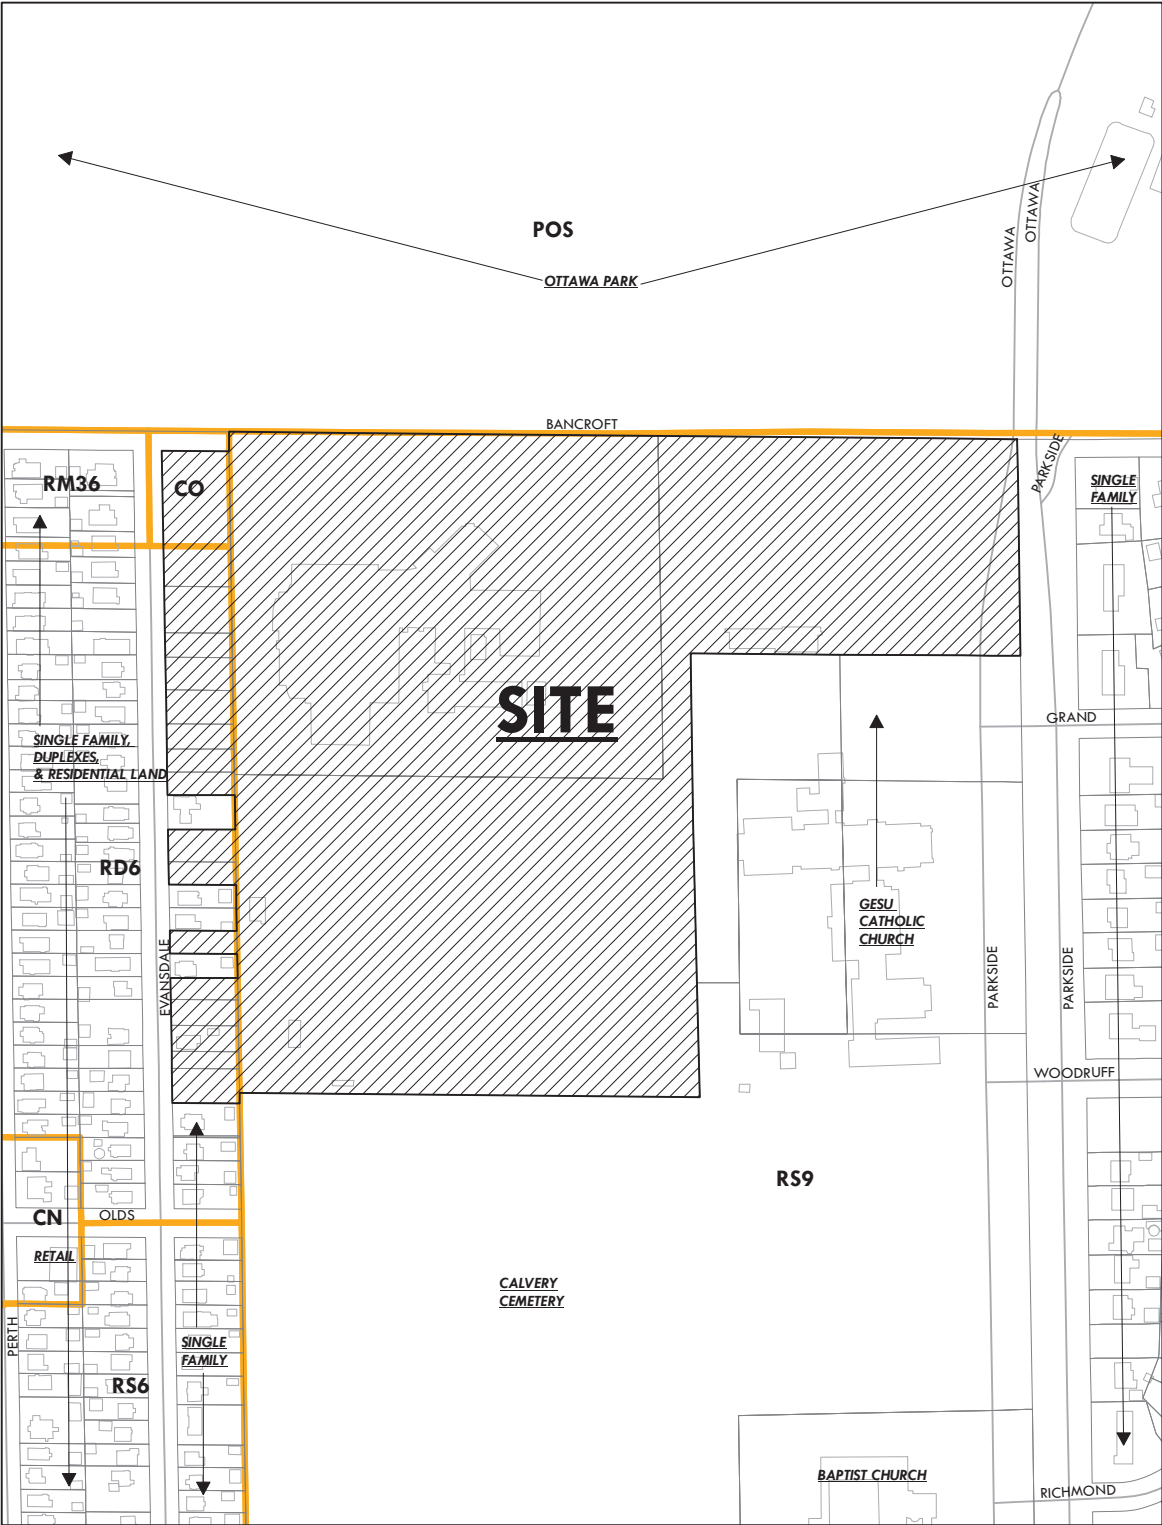 OTTAWA
OTTAWA
POS
OTTAWA PARK
BANCROFT
PARKSIDE
RM36
CO
SINGLE
FAMILY
SITE
GRAND
SINGLE FAMILY,
DUPLEXES,
& RESIDENTIAL LAND
RD6
GESU
CATHOLIC
CHURCH
EVANSDALE
PARKSIDE
PARKSIDE
WOODRUFF
RS9
CN
OLDS
RETAIL
CALVERY
CEMETERY
PERTH
SINGLE
FAMILY
RS6
BAPTIST CHURCH
RICHMOND